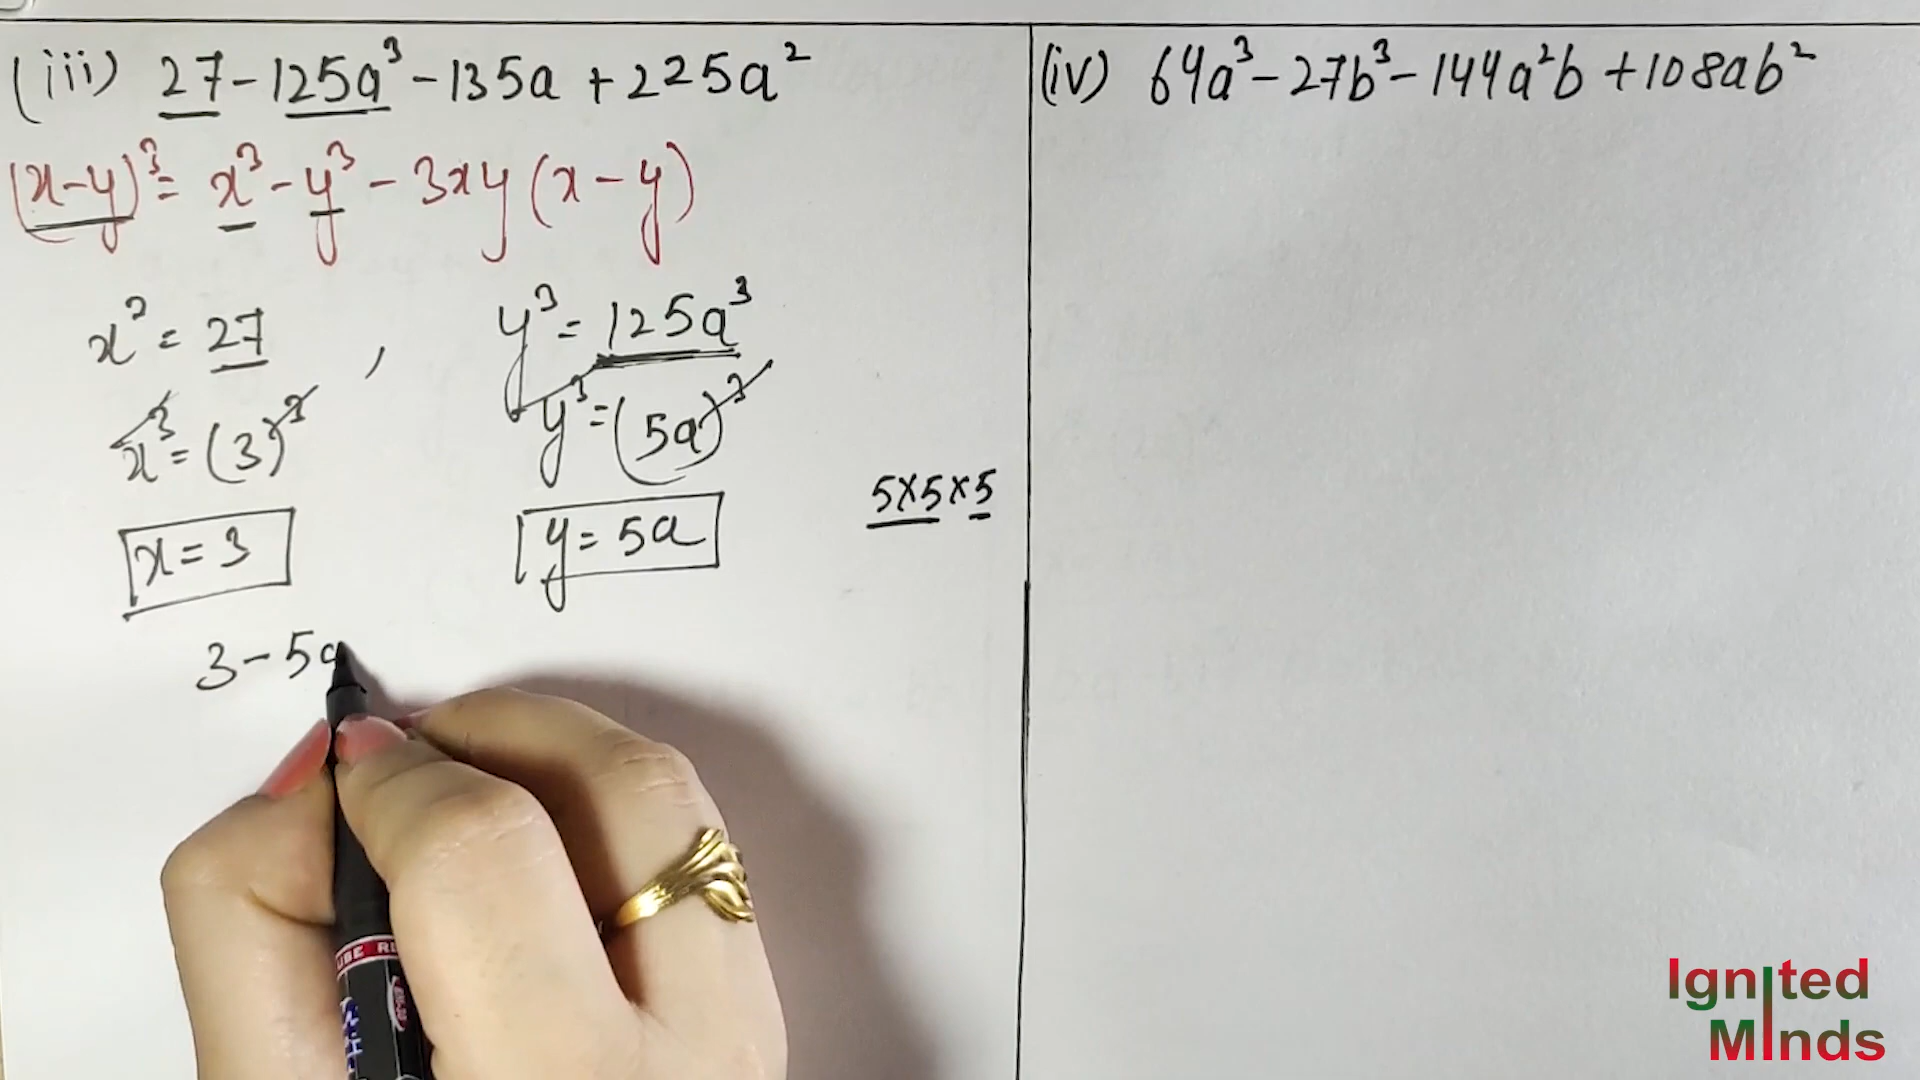 (iii) 27 - 125a³ - 135a + 225a²
(x-y)³ = x³ - y³ - 3xy (x - y)
x³ = 27 , y³ = 125a³
x³ = (3)³ y³ = (5a)³
5×5×5
x = 3 y = 5a
3 - 5a
(iv) 64a³ - 27b³ - 144a²b + 108ab²
Ignited
Minds